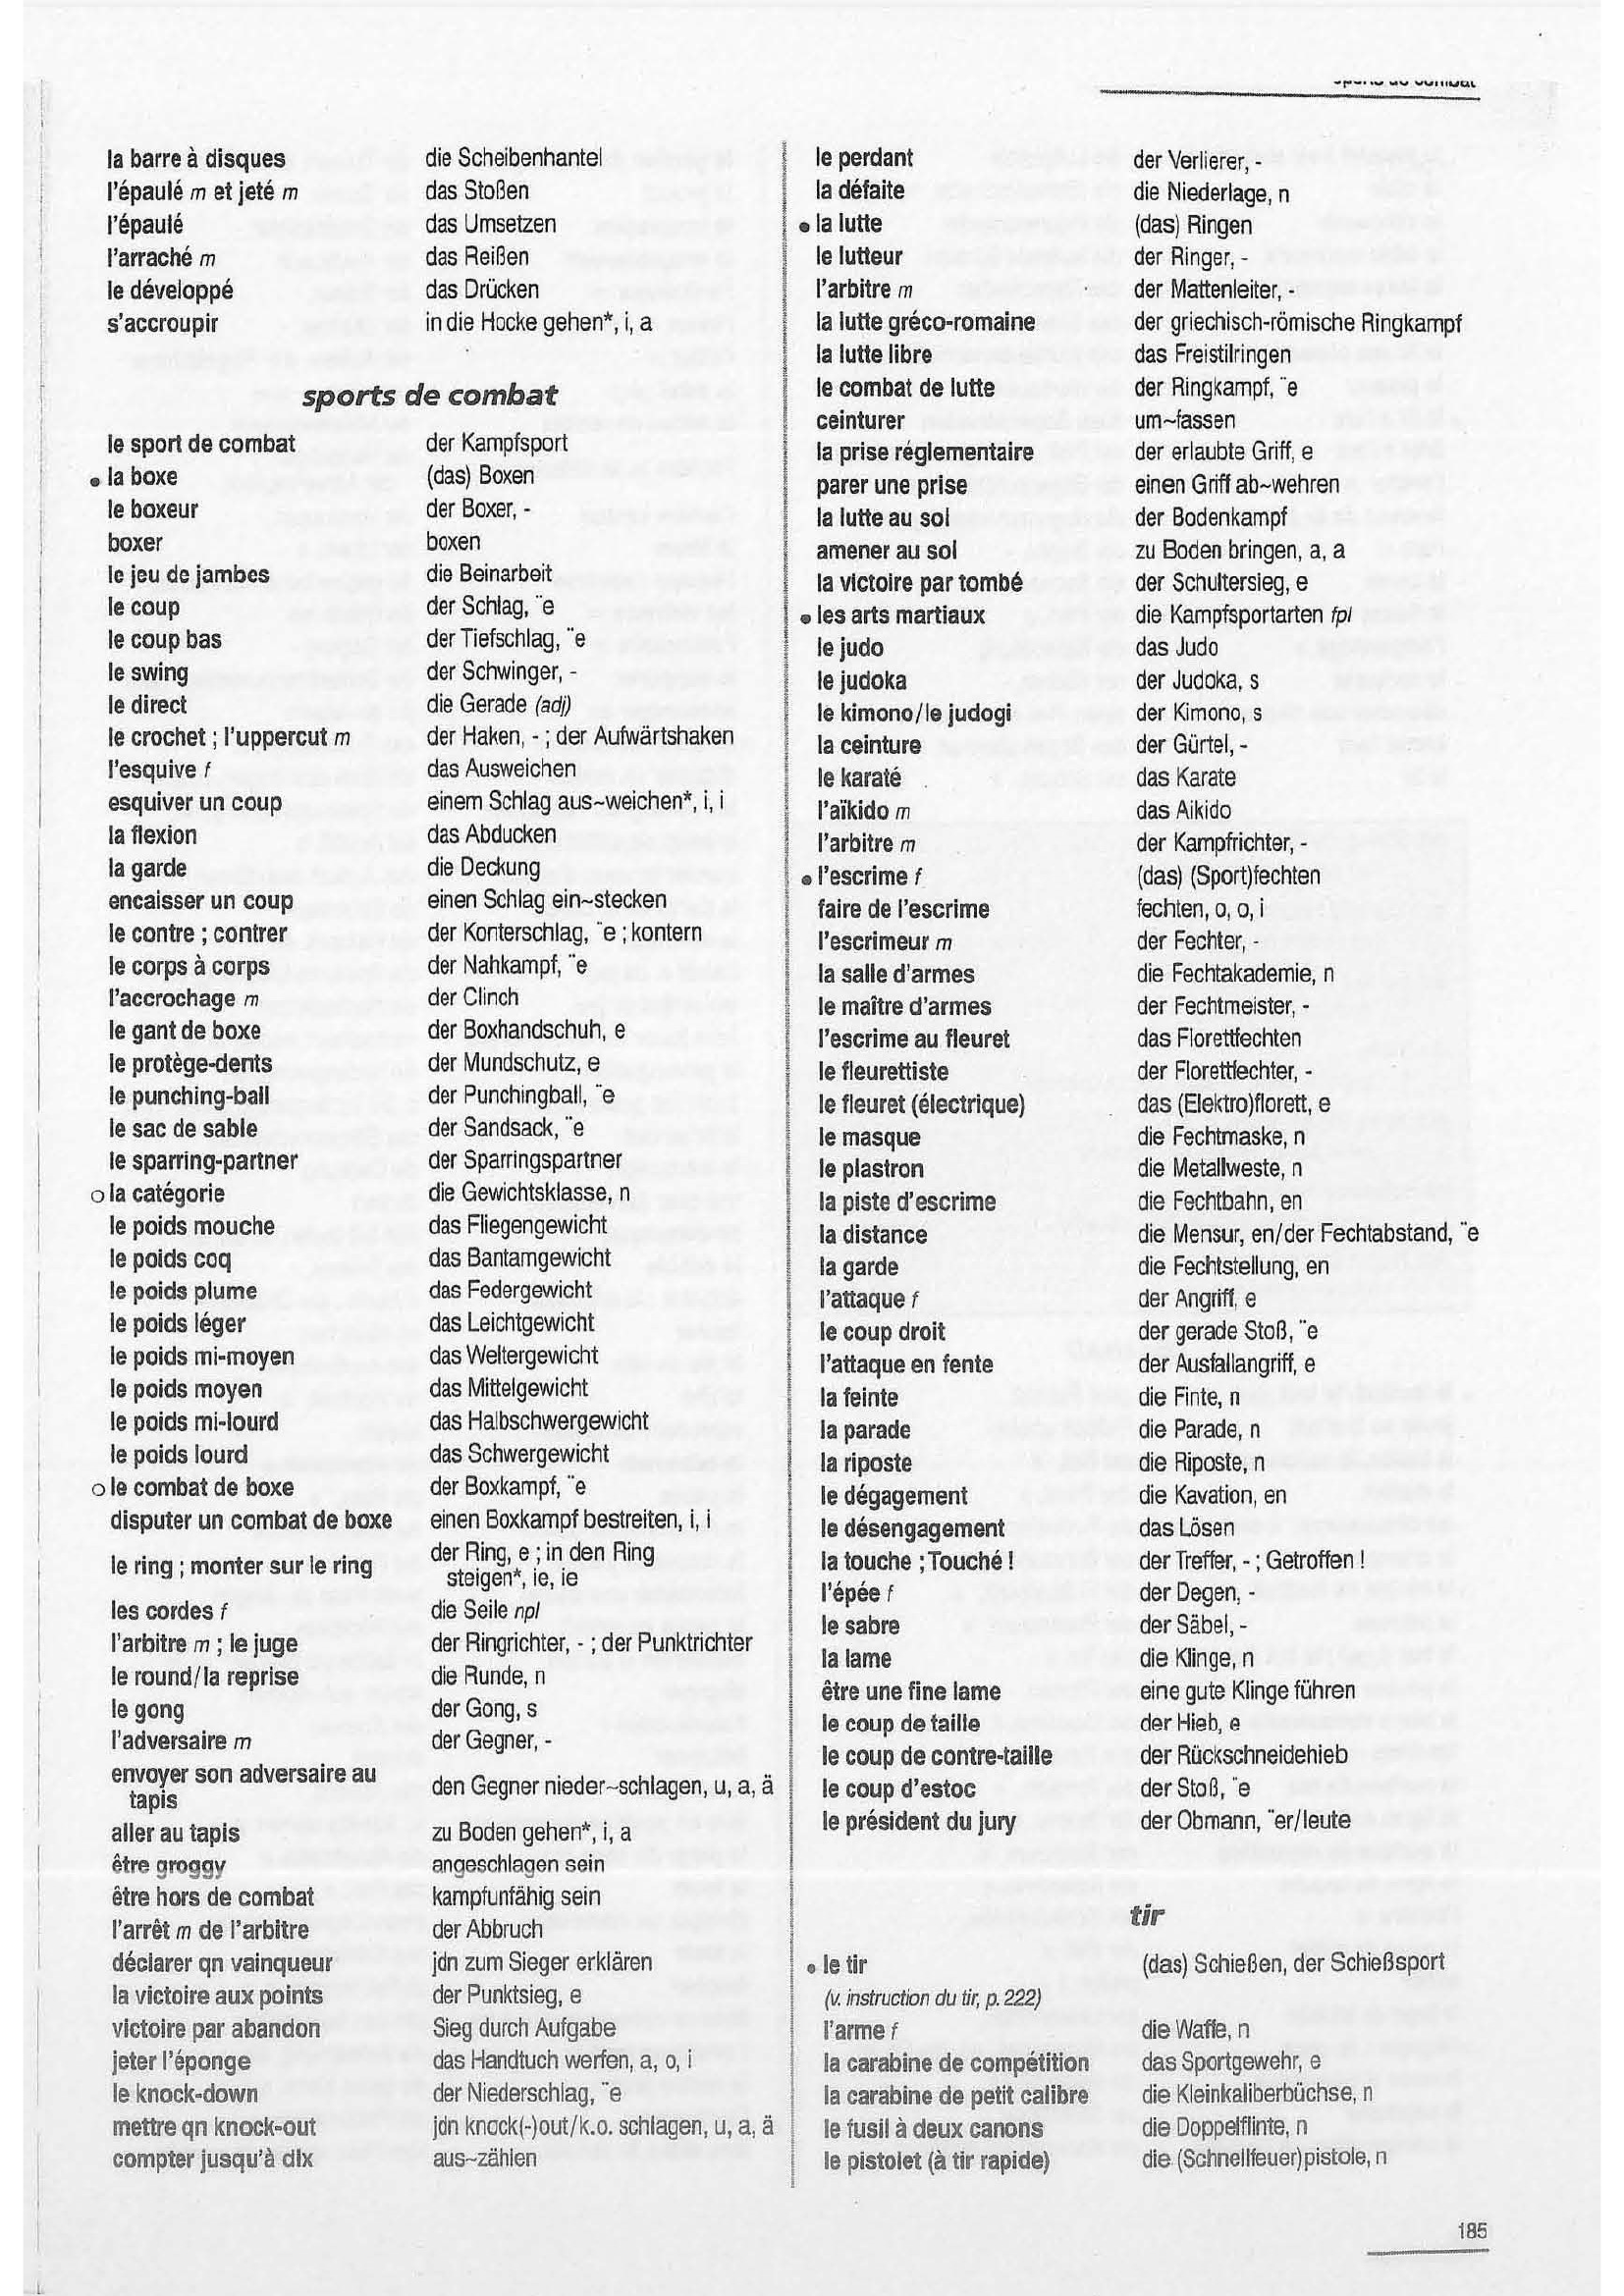 sports de combat
la barre à disques die Scheibenhantel
l'épaulé m et jeté m das Stoßen
l'épaulé das Umsetzen
l'arraché m das Reißen
le développé das Drücken
s'accroupir in die Hocke gehen*, i, a
sports de combat
le sport de combat der Kampfsport
• la boxe (das) Boxen
le boxeur der Boxer, -
boxer boxen
le jeu de jambes die Beinarbeit
le coup der Schlag, ¨e
le coup bas der Tiefschlag, ¨e
le swing der Schwinger, -
le direct die Gerade (adj)
le crochet ; l'uppercut m der Haken, - ; der Aufwärtshaken
l'esquive f das Ausweichen
esquiver un coup einem Schlag aus~weichen*, i, i
la flexion das Abducken
la garde die Deckung
encaisser un coup einen Schlag ein~stecken
le contre ; contrer der Konterschlag, ¨e ; kontern
le corps à corps der Nahkampf, ¨e
l'accrochage m der Clinch
le gant de boxe der Boxhandschuh, e
le protège-dents der Mundschutz, e
le punching-ball der Punchingball, ¨e
le sac de sable der Sandsack, ¨e
le sparring-partner der Sparringspartner
o la catégorie die Gewichtsklasse, n
le poids mouche das Fliegengewicht
le poids coq das Bantamgewicht
le poids plume das Federgewicht
le poids léger das Leichtgewicht
le poids mi-moyen das Weltergewicht
le poids moyen das Mittelgewicht
le poids mi-lourd das Halbschwergewicht
le poids lourd das Schwergewicht
o le combat de boxe der Boxkampf, ¨e
disputer un combat de boxe einen Boxkampf bestreiten, i, i
le ring ; monter sur le ring der Ring, e ; in den Ring
steigen*, ie, ie
les cordes f die Seile npl
l'arbitre m ; le juge der Ringrichter, - ; der Punktrichter
le round/la reprise die Runde, n
le gong der Gong, s
l'adversaire m der Gegner, -
envoyer son adversaire au
tapis den Gegner nieder~schlagen, u, a, ä
aller au tapis zu Boden gehen*, i, a
être groggy angeschlagen sein
être hors de combat kampfunfähig sein
l'arrêt m de l'arbitre der Abbruch
déclarer qn vainqueur jdn zum Sieger erklären
la victoire aux points der Punktsieg, e
victoire par abandon Sieg durch Aufgabe
jeter l'éponge das Handtuch werfen, a, o, i
le knock-down der Niederschlag, ¨e
mettre qn knock-out jdn knock(-)out/k.o. schlagen, u, a, ä
compter jusqu'à dix aus~zählen
le perdant der Verlierer, -
la défaite die Niederlage, n
• la lutte (das) Ringen
le lutteur der Ringer, -
l'arbitre m der Mattenleiter, -
la lutte gréco-romaine der griechisch-römische Ringkampf
la lutte libre das Freistilringen
le combat de lutte der Ringkampf, ¨e
ceinturer um~fassen
la prise réglementaire der erlaubte Griff, e
parer une prise einen Griff ab~wehren
la lutte au sol der Bodenkampf
amener au sol zu Boden bringen, a, a
la victoire par tombé der Schultersieg, e
• les arts martiaux die Kampfsportarten fpl
le judo das Judo
le judoka der Judoka, s
le kimono/le judogi der Kimono, s
la ceinture der Gürtel, -
le karaté das Karate
l'aïkido m das Aikido
l'arbitre m der Kampfrichter, -
• l'escrime f (das) (Sport)fechten
faire de l'escrime fechten, o, o, i
l'escrimeur m der Fechter, -
la salle d'armes die Fechtakademie, n
le maître d'armes der Fechtmeister, -
l'escrime au fleuret das Florettfechten
le fleurettiste der Florettfechter, -
le fleuret (électrique) das (Elektro)florett, e
le masque die Fechtmaske, n
le plastron die Metallweste, n
la piste d'escrime die Fechtbahn, en
la distance die Mensur, en/der Fechtabstand, ¨e
la garde die Fechtstellung, en
l'attaque f der Angriff, e
le coup droit der gerade Stoß, ¨e
l'attaque en fente der Ausfallangriff, e
la feinte die Finte, n
la parade die Parade, n
la riposte die Riposte, n
le dégagement die Kavation, en
le désengagement das Lösen
la touche ; Touché ! der Treffer, - ; Getroffen !
l'épée f der Degen, -
le sabre der Säbel, -
la lame die Klinge, n
être une fine lame eine gute Klinge führen
le coup de taille der Hieb, e
le coup de contre-taille der Rückschneidehieb
le coup d'estoc der Stoß, ¨e
le président du jury der Obmann, ¨er/leute
tir
• le tir (das) Schießen, der Schießsport
(v. instruction du tir, p. 222)
l'arme f die Waffe, n
la carabine de compétition das Sportgewehr, e
la carabine de petit calibre die Kleinkaliberbüchse, n
le fusil à deux canons die Doppelflinte, n
le pistolet (à tir rapide) die (Schnellfeuer)pistole, n
185